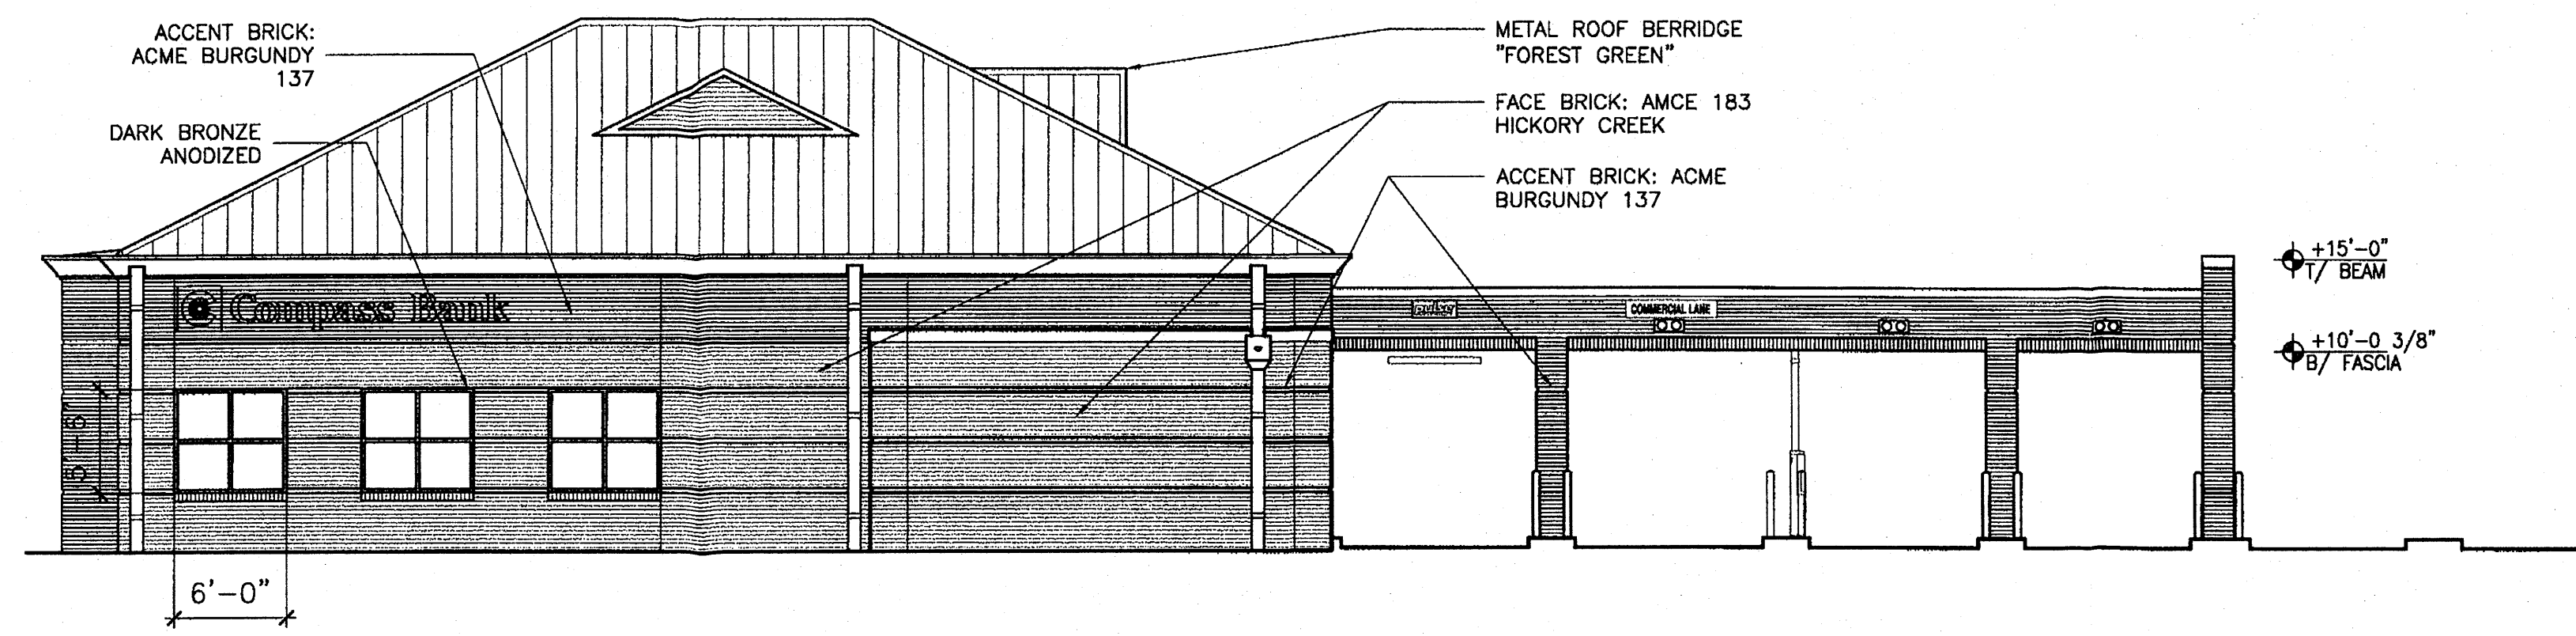 ACCENT BRICK:
ACME BURGUNDY
137
DARK BRONZE
ANODIZED
METAL ROOF BERRIDGE
"FOREST GREEN"
FACE BRICK: AMCE 183
HICKORY CREEK
ACCENT BRICK: ACME
BURGUNDY 137
+15'-0"
T/ BEAM
+10'-0 3/8"
B/ FASCIA
C Compass Bank
COMMERCIAL LANE
5'-6"
6'-0"